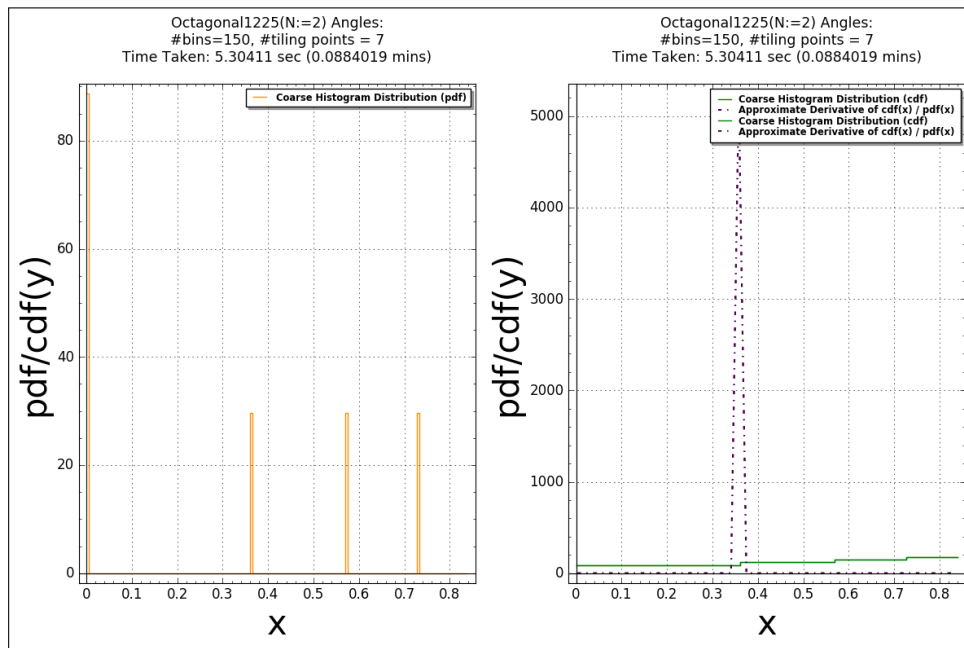 Octagonal1225(N:=2) Angles:
#bins=150, #tiling points = 7
Time Taken: 5.30411 sec (0.0884019 mins)
Coarse Histogram Distribution (pdf)
80
60
40
20
0
pdf/cdf(y)
0 0.1 0.2 0.3 0.4 0.5 0.6 0.7 0.8
x
Octagonal1225(N:=2) Angles:
#bins=150, #tiling points = 7
Time Taken: 5.30411 sec (0.0884019 mins)
Coarse Histogram Distribution (cdf)
Approximate Derivative of cdf(x) / pdf(x)
Coarse Histogram Distribution (cdf)
Approximate Derivative of cdf(x) / pdf(x)
5000
4000
3000
2000
1000
0
pdf/cdf(y)
0 0.1 0.2 0.3 0.4 0.5 0.6 0.7 0.8
x